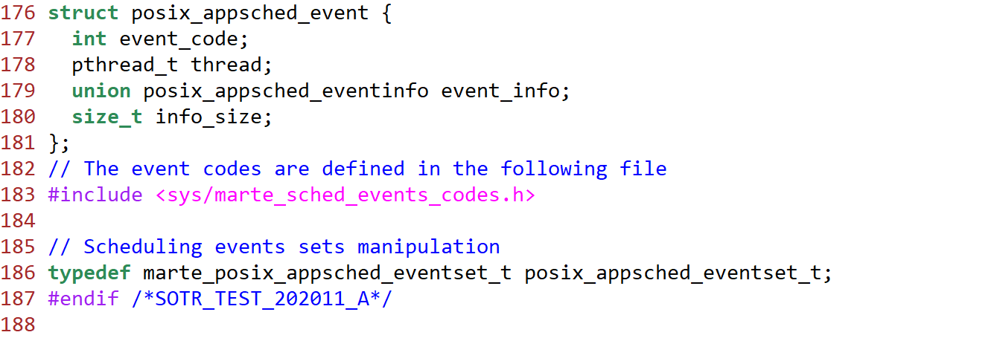 176 struct posix_appsched_event {
177   int event_code;
178   pthread_t thread;
179   union posix_appsched_eventinfo event_info;
180   size_t info_size;
181 };
182 // The event codes are defined in the following file
183 #include <sys/marte_sched_events_codes.h>
184
185 // Scheduling events sets manipulation
186 typedef marte_posix_appsched_eventset_t posix_appsched_eventset_t;
187 #endif /*SOTR_TEST_202011_A*/
188